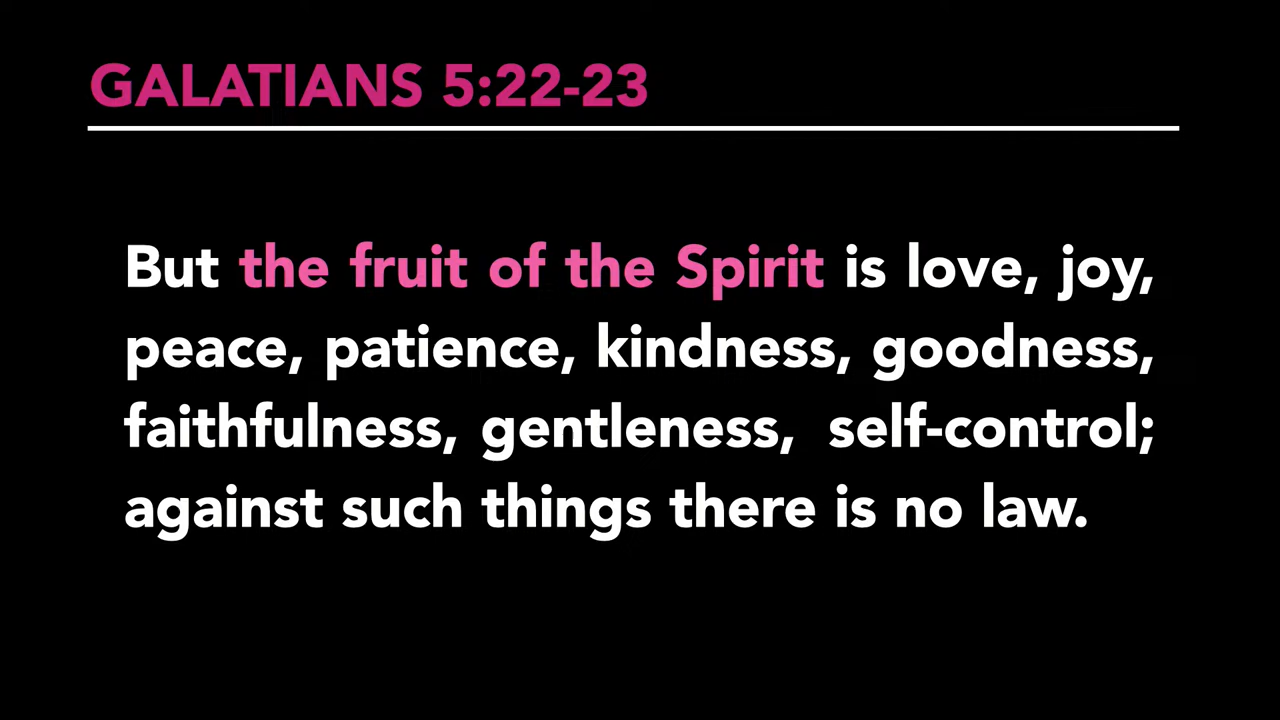 GALATIANS 5:22-23
But the fruit of the Spirit is love, joy,
peace, patience, kindness, goodness,
faithfulness, gentleness, self-control;
against such things there is no law.